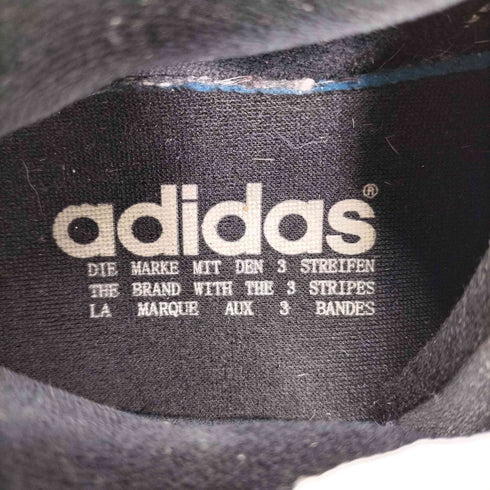 adidas®
DIE MARKE MIT DEN 3 STREIFEN
THE BRAND WITH THE 3 STRIPES
LA MARQUE AUX 3 BANDES